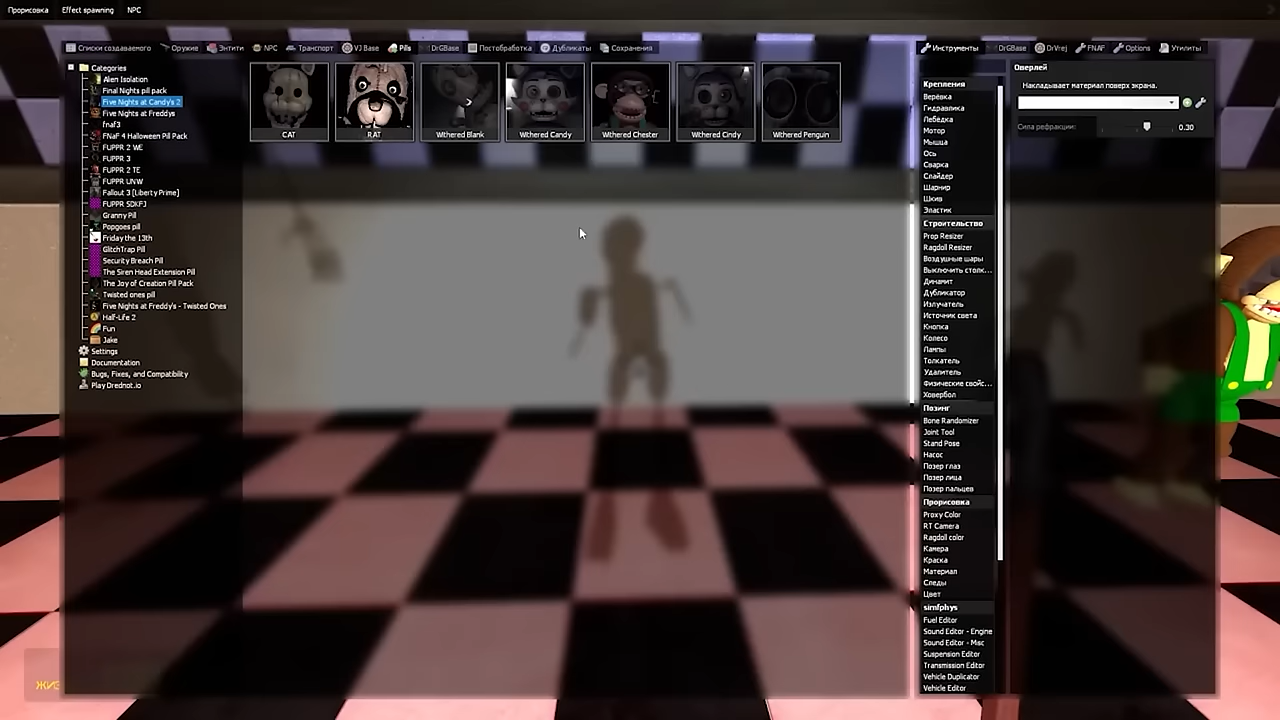 Прорисовка Effect spawning NPC
Списки создаваемого Оружие Энтити NPC Транспорт VJ Base Pils DrGBase Постобработка Дубликаты Сохранения
Categories
Alien Isolation
Final Nights pill pack
Five Nights at Candy's 2
Five Nights at Freddys
fnaf3
FNaF 4 Halloween Pill Pack
FUPPR 2 WE
FUPPR 3
FUPPR 2 TE
FUPPR UNW
Fallout 3 [Liberty Prime]
FUPPR SDKFJ
Granny Pill
Popgoes pill
Friday the 13th
GlitchTrap Pill
Security Breach Pill
The Siren Head Extension Pill
The Joy of Creation Pill Pack
Twisted ones pill
Five Nights at Freddy's - Twisted Ones
Half-Life 2
Fun
Jake
Settings
Documentation
Bugs, Fixes, and Compatibility
Play Drednot.io
CAT RAT Withered Blank Withered Candy Withered Chester Withered Cindy Withered Penguin
Инструменты DrGBase DrVrej FNAF Options Утилиты
Крепления
Верёвка
Гидравлика
Лебёдка
Мотор
Мышца
Ось
Сварка
Слайдер
Шарнир
Шкив
Эластик
Строительство
Prop Resizer
Ragdoll Resizer
Воздушные шары
Выключить столк...
Динамит
Дубликатор
Излучатель
Источник света
Кнопка
Колесо
Лампы
Толкатель
Удалитель
Физические свойс...
Ховербол
Позинг
Bone Randomizer
Joint Tool
Stand Pose
Насос
Позер глаз
Позер лица
Позер пальцев
Прорисовка
Proxy Color
RT Camera
Ragdoll color
Камера
Краска
Материал
Следы
Цвет
simfphys
Fuel Editor
Sound Editor - Engine
Sound Editor - Misc
Suspension Editor
Transmission Editor
Vehicle Duplicator
Vehicle Editor
Оверлей
Накладывает материал поверх экрана.
Сила рефракции: 0.30